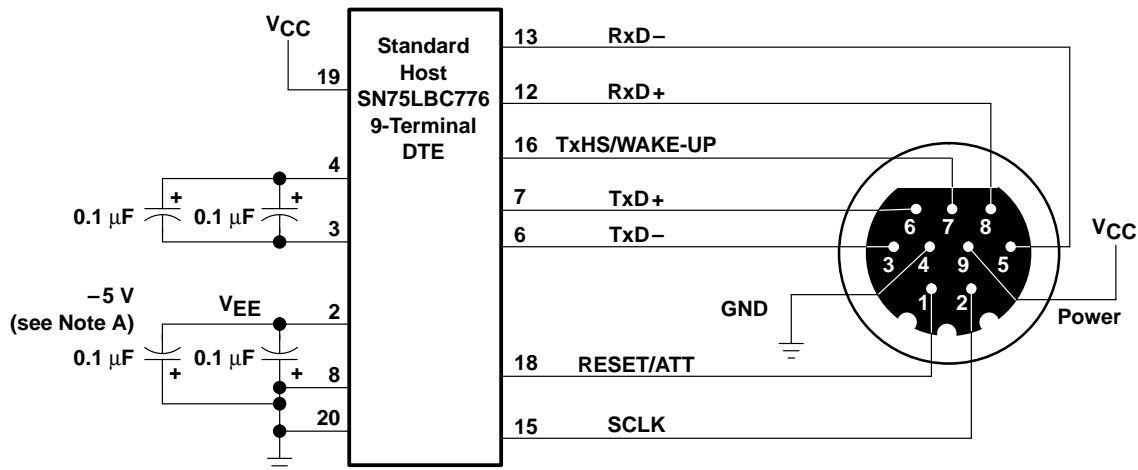 VCC
19
Standard
Host
SN75LBC776
9-Terminal
DTE
13 RxD−
12 RxD+
16 TxHS/WAKE-UP
7 TxD+
6 TxD−
4
+ +
0.1 µF 0.1 µF
3
−5 V
(see Note A)
VEE
2
0.1 µF 0.1 µF
+ +
8
20
18 RESET/ATT
15 SCLK
GND
6 7 8
3 4 9 5
1 2
VCC
Power